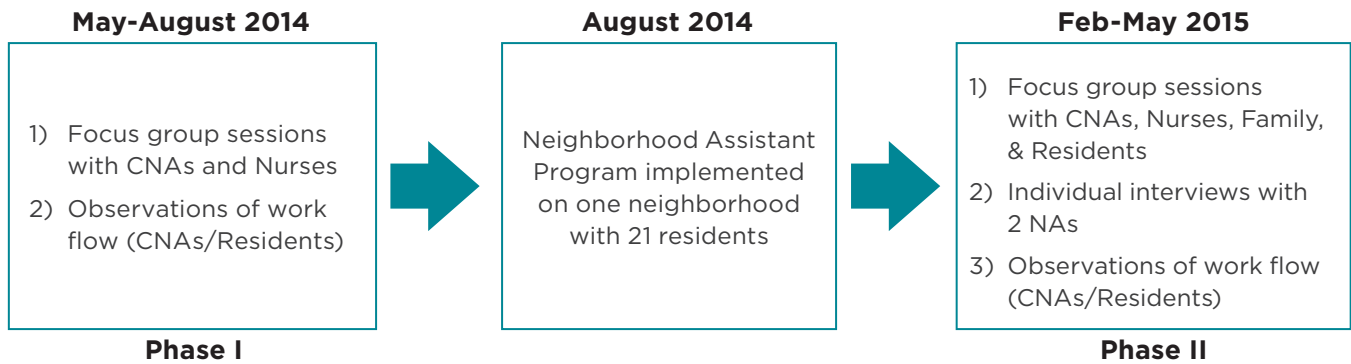 May-August 2014
1) Focus group sessions
with CNAs and Nurses
2) Observations of work
flow (CNAs/Residents)
Phase I
August 2014
Neighborhood Assistant
Program implemented
on one neighborhood
with 21 residents
Feb-May 2015
1) Focus group sessions
with CNAs, Nurses, Family,
& Residents
2) Individual interviews with
2 NAs
3) Observations of work flow
(CNAs/Residents)
Phase II